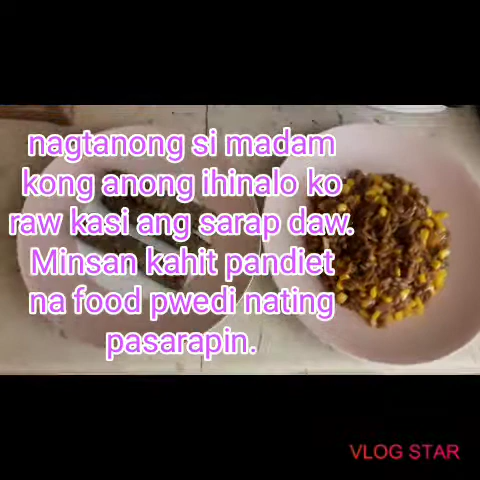 nagtanong si madam
kong anong ihinalo ko
raw kasi ang sarap daw.
Minsan kahit pandiet
na food pwedi nating
pasarapin.
VLOG STAR